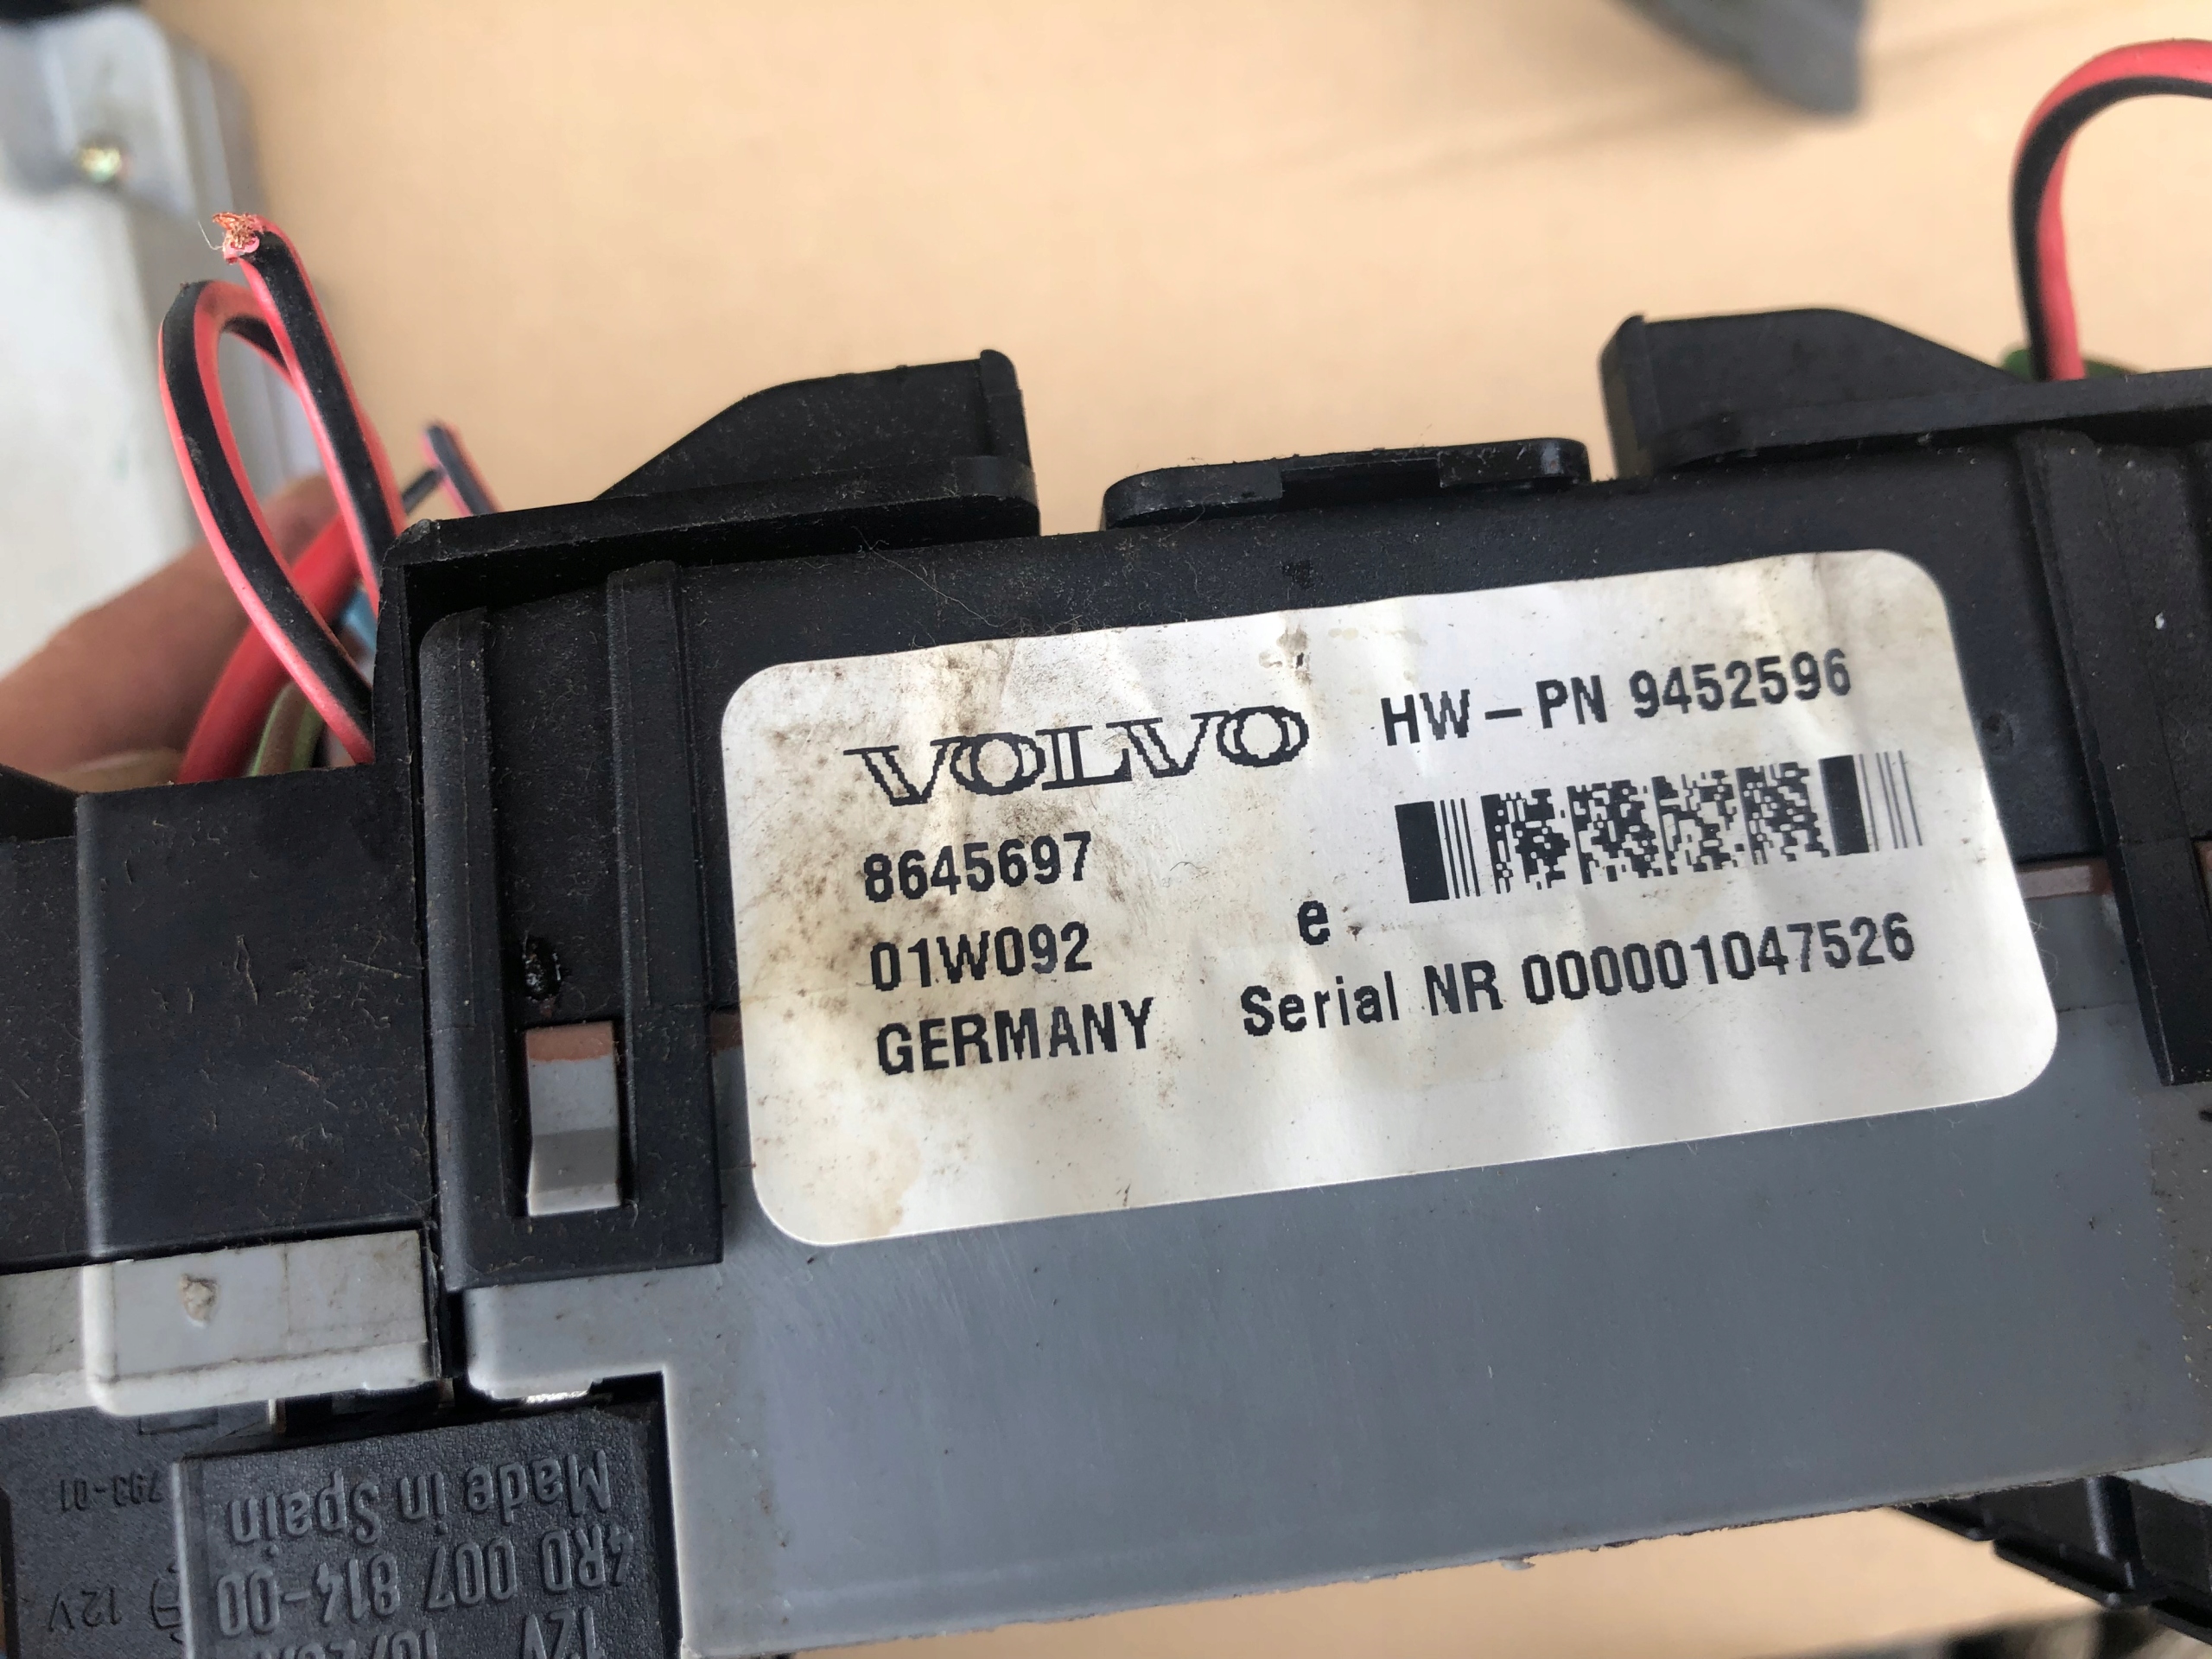 VOLVO
HW-PN 9452596
8645697
01W092
e
GERMANY
Serial NR 000001047526
793-01
12V
Made in Spain
4RD 007 814-00
12V